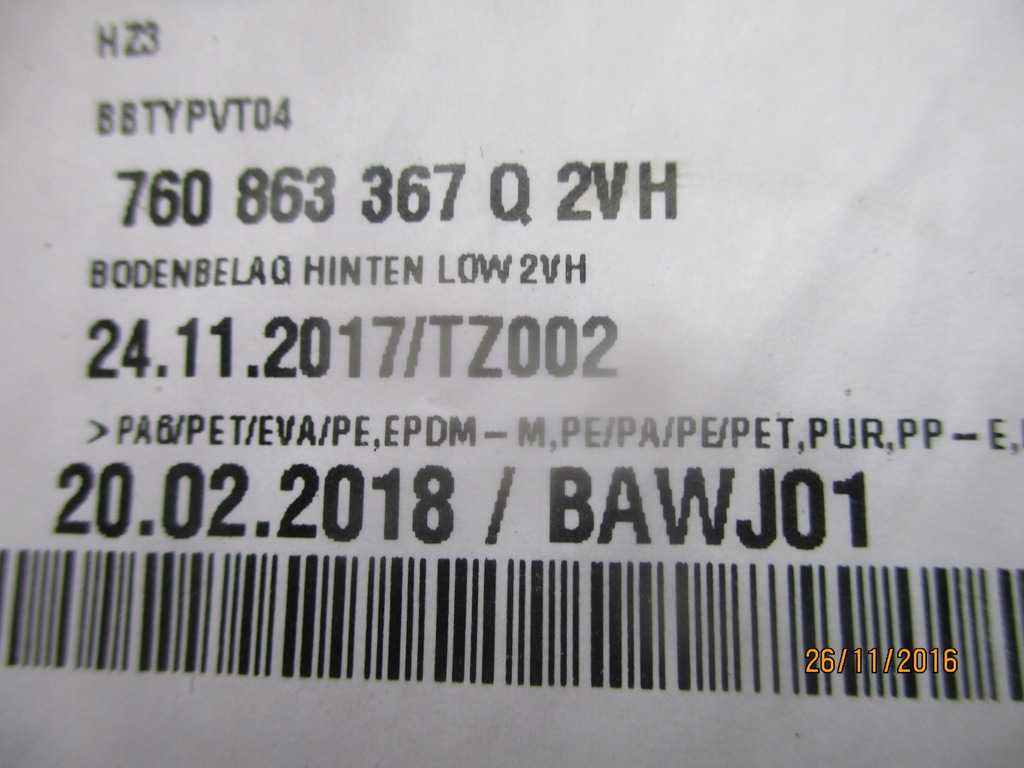 HZ3
BBTYPVT04
760 863 367 Q 2VH
BODENBELAG HINTEN LOW 2VH
24.11.2017/TZ002
>PA6/PET/EVA/PE,EPDM-M,PE/PA/PE/PET,PUR,PP-E,
20.02.2018 / BAWJ01
26/11/2016